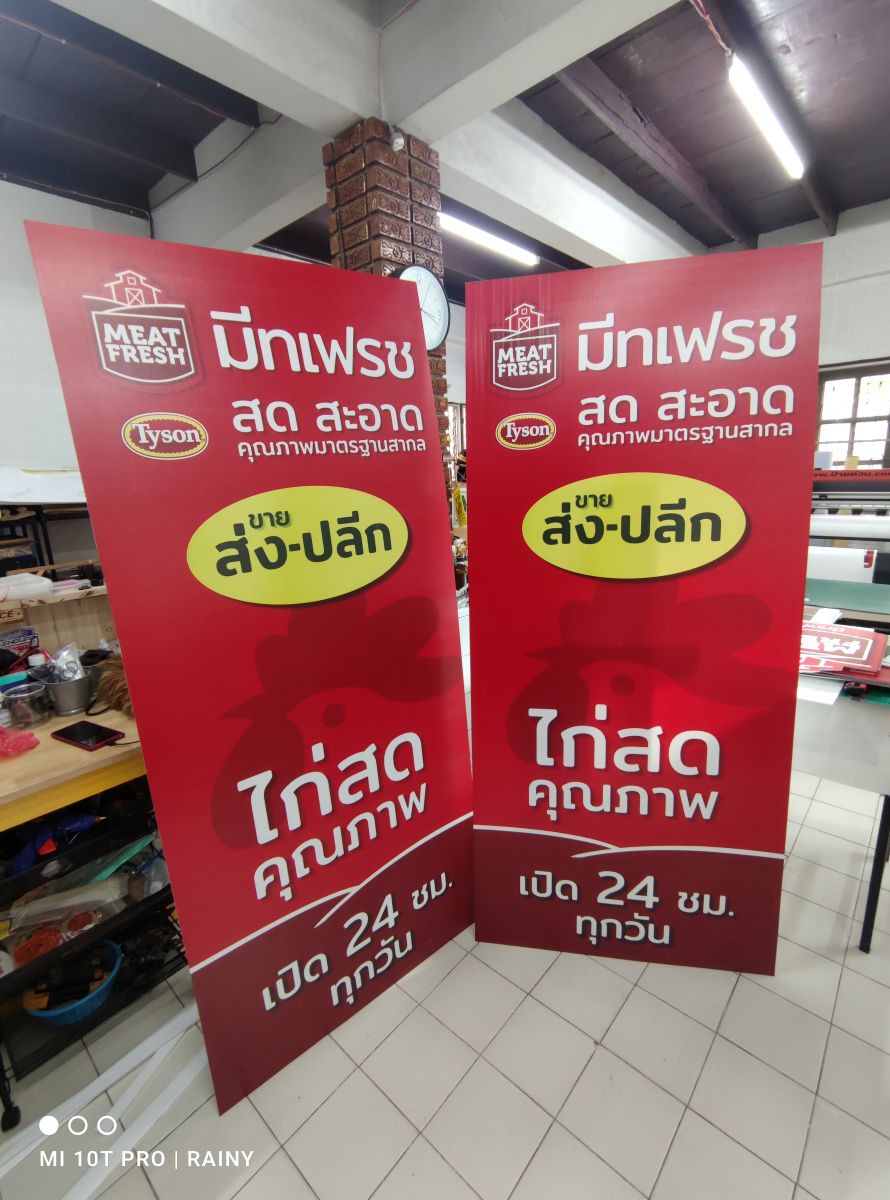 MEAT
FRESH
มีทเฟรช
Tyson
สด สะอาด
คุณภาพมาตรฐานสากล
ขาย
ส่ง-ปลีก
ไก่สด
คุณภาพ
เปิด 24 ชม.
ทุกวัน
MEAT
FRESH
มีทเฟรช
Tyson
สด สะอาด
คุณภาพมาตรฐานสากล
ขาย
ส่ง-ปลีก
ไก่สด
คุณภาพ
เปิด 24 ชม.
ทุกวัน
MI 10T PRO | RAINY